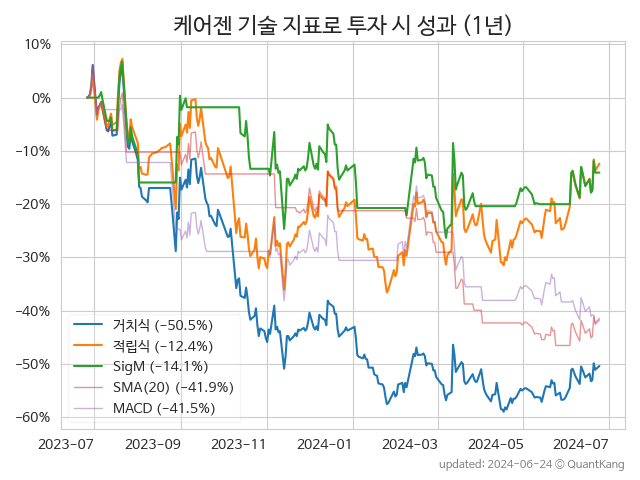 케어젠 기술 지표로 투자 시 성과 (1년)
10%
0%
−10%
−20%
−30%
−40%
−50%
−60%
거치식 (−50.5%)
적립식 (−12.4%)
SigM (−14.1%)
SMA(20) (−41.9%)
MACD (−41.5%)
2023-07 2023-09 2023-11 2024-01 2024-03 2024-05 2024-07
updated: 2024-06-24 ⓒ QuantKang